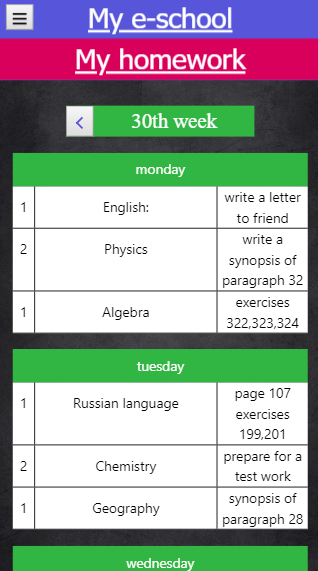 My e-school
My homework
30th week
monday
1 English: write a letter
to friend
2 Physics write a
synopsis of
paragraph 32
1 Algebra exercises
322,323,324
tuesday
1 Russian language page 107
exercises
199,201
2 Chemistry prepare for a
test work
1 Geography synopsis of
paragraph 28
wednesday